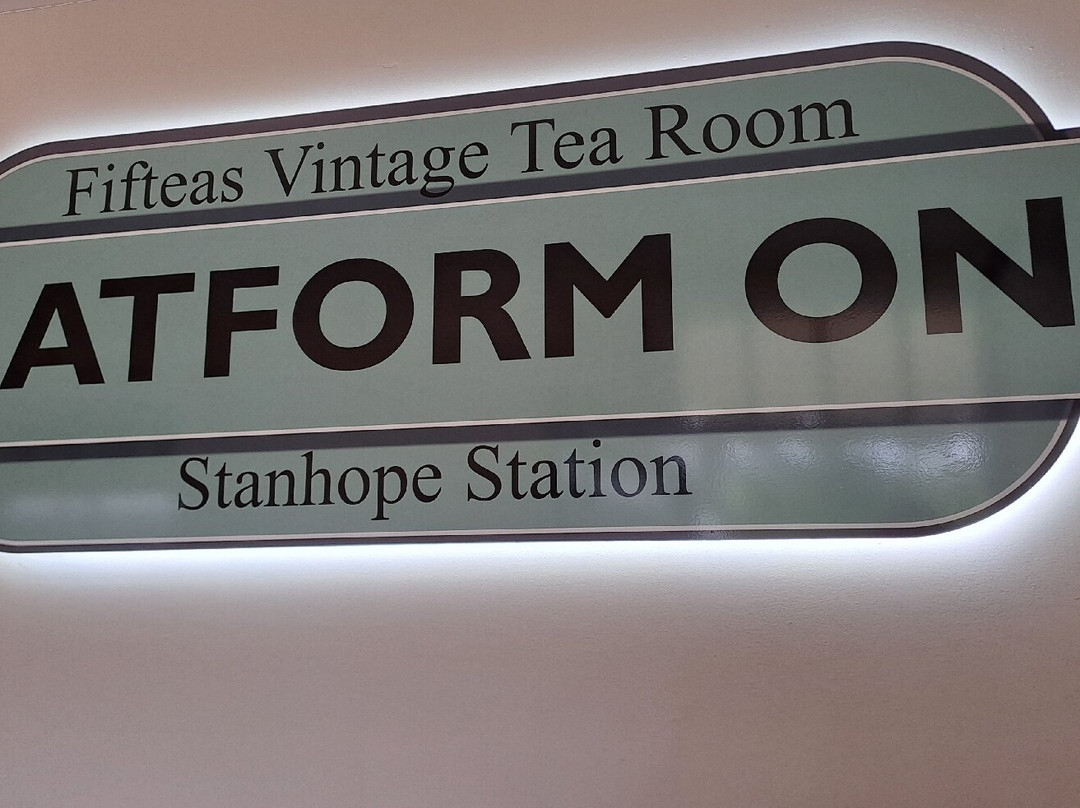 Fifteas Vintage Tea Room
ATFORM ON
Stanhope Station